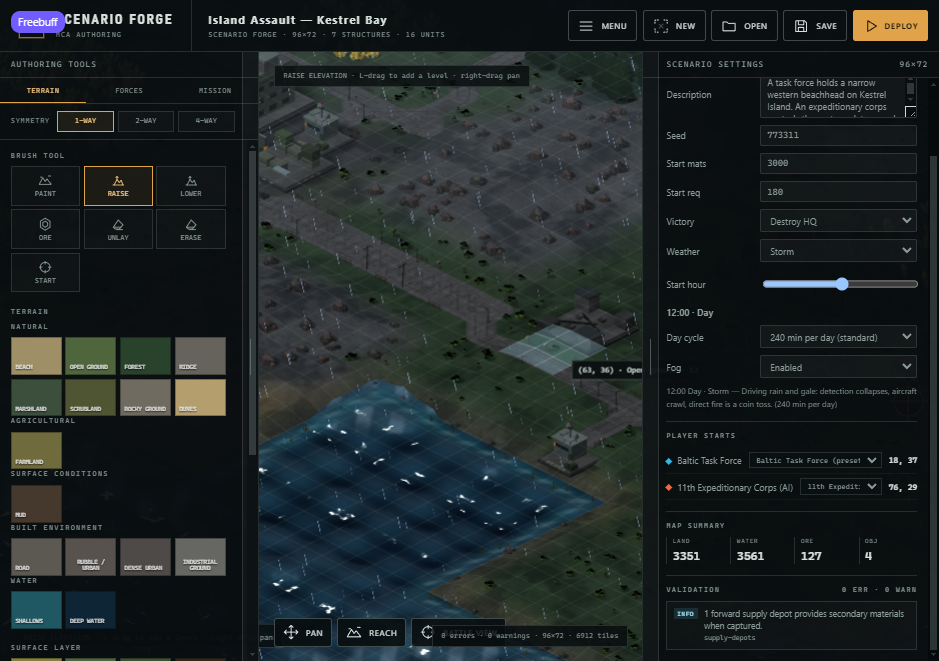 Freebuff
CENARIO FORGE
MCA AUTHORING
Island Assault — Kestrel Bay
SCENARIO FORGE · 96×72 · 7 STRUCTURES · 16 UNITS
MENU
NEW
OPEN
SAVE
DEPLOY
AUTHORING TOOLS
TERRAIN
FORCES
MISSION
SYMMETRY
1-WAY
2-WAY
4-WAY
BRUSH TOOL
PAINT
RAISE
LOWER
ORE
UNLAY
ERASE
START
TERRAIN
NATURAL
BEACH
OPEN GROUND
FOREST
RIDGE
MARSHLAND
SCRUBLAND
ROCKY GROUND
DUNES
AGRICULTURAL
FARMLAND
SURFACE CONDITIONS
MUD
BUILT ENVIRONMENT
ROAD
RUBBLE / URBAN
DENSE URBAN
INDUSTRIAL GROUND
WATER
SHALLOWS
DEEP WATER
SURFACE LAYER
RAISE ELEVATION · L-drag to add a level · right-drag pan
(63, 36) · Open
pan
PAN
REACH
0 errors · 0 warnings · 96×72 · 6912 tiles
SCENARIO SETTINGS
96×72
Description
A task force holds a narrow
western beachhead on Kestrel
Island. An expeditionary corps
Seed
773311
Start mats
3000
Start req
180
Victory
Destroy HQ
Weather
Storm
Start hour
12:00 · Day
Day cycle
240 min per day (standard)
Fog
Enabled
12:00 Day · Storm — Driving rain and gale: detection collapses, aircraft
crawl, direct fire is a coin toss. (240 min per day)
PLAYER STARTS
Baltic Task Force
Baltic Task Force (preset
18, 37
11th Expeditionary Corps (AI)
11th Expedit:
76, 29
MAP SUMMARY
LAND
3351
WATER
3561
ORE
127
OBJ
4
VALIDATION
0 ERR · 0 WARN
INFO
1 forward supply depot provides secondary materials
when captured.
supply-depots